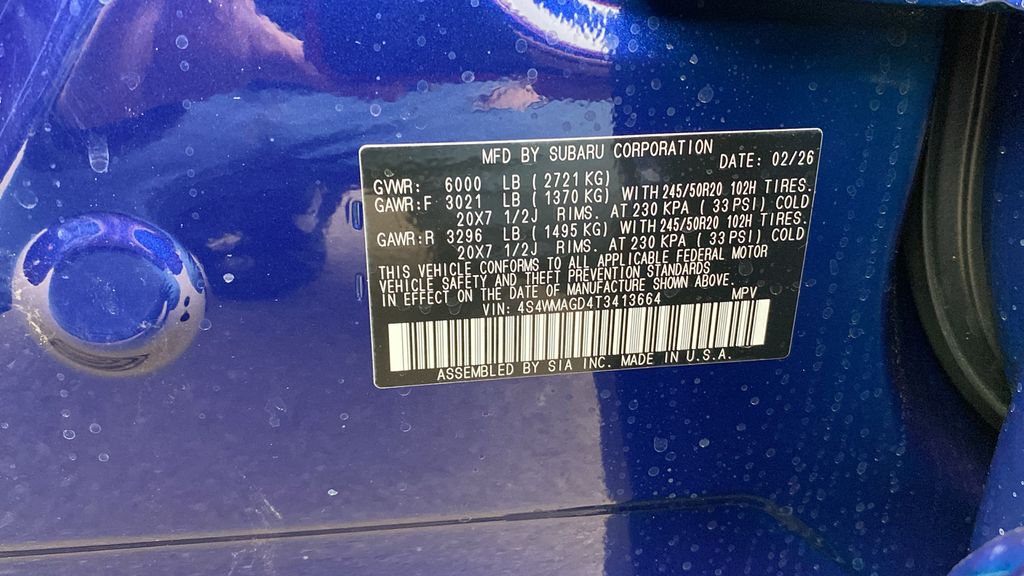 MFD BY SUBARU CORPORATION
DATE: 02/26
GVWR: 6000 LB ( 2721 KG)
GAWR:F 3021 LB ( 1370 KG) WITH 245/50R20 102H TIRES.
20X7 1/2J RIMS. AT 230 KPA ( 33 PSI) COLD
GAWR:R 3296 LB ( 1495 KG) WITH 245/50R20 102H TIRES.
20X7 1/2J RIMS. AT 230 KPA ( 33 PSI) COLD
THIS VEHICLE CONFORMS TO ALL APPLICABLE FEDERAL MOTOR
VEHICLE SAFETY AND THEFT PREVENTION STANDARDS
IN EFFECT ON THE DATE OF MANUFACTURE SHOWN ABOVE.
VIN: 4S4WMAGD4T3413664 MPV
ASSEMBLED BY SIA INC. MADE IN U.S.A.